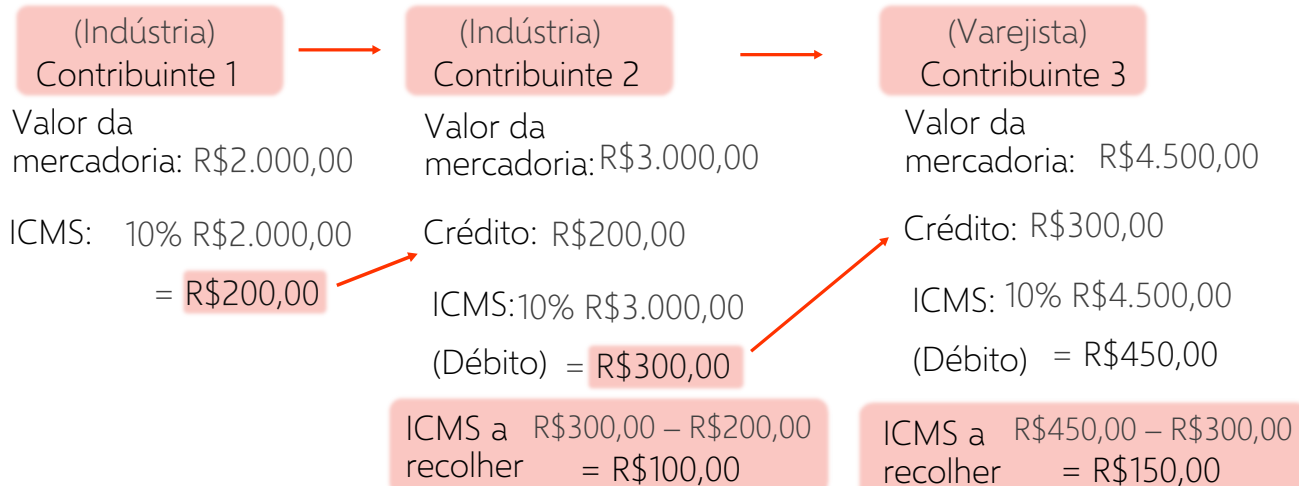 (Indústria)
Contribuinte 1
Valor da
mercadoria: R$2.000,00
ICMS: 10% R$2.000,00
= R$200,00
(Indústria)
Contribuinte 2
Valor da
mercadoria: R$3.000,00
Crédito: R$200,00
ICMS: 10% R$3.000,00
(Débito) = R$300,00
ICMS a R$300,00 – R$200,00
recolher = R$100,00
(Varejista)
Contribuinte 3
Valor da
mercadoria: R$4.500,00
Crédito: R$300,00
ICMS: 10% R$4.500,00
(Débito) = R$450,00
ICMS a R$450,00 – R$300,00
recolher = R$150,00